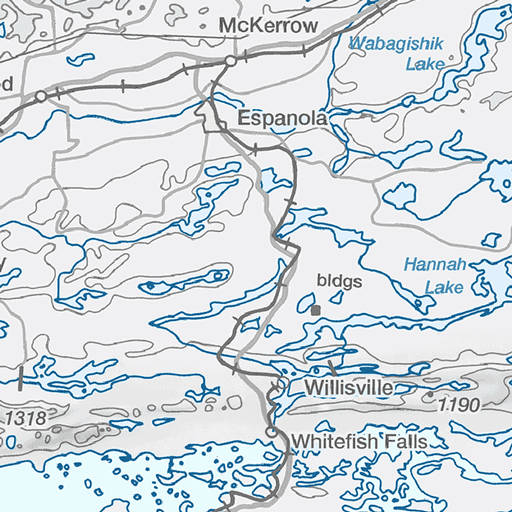 McKerrow
Wabagishik
Lake
Espanola
Hannah
Lake
bldgs
Willisville
1190
1318
Whitefish Falls